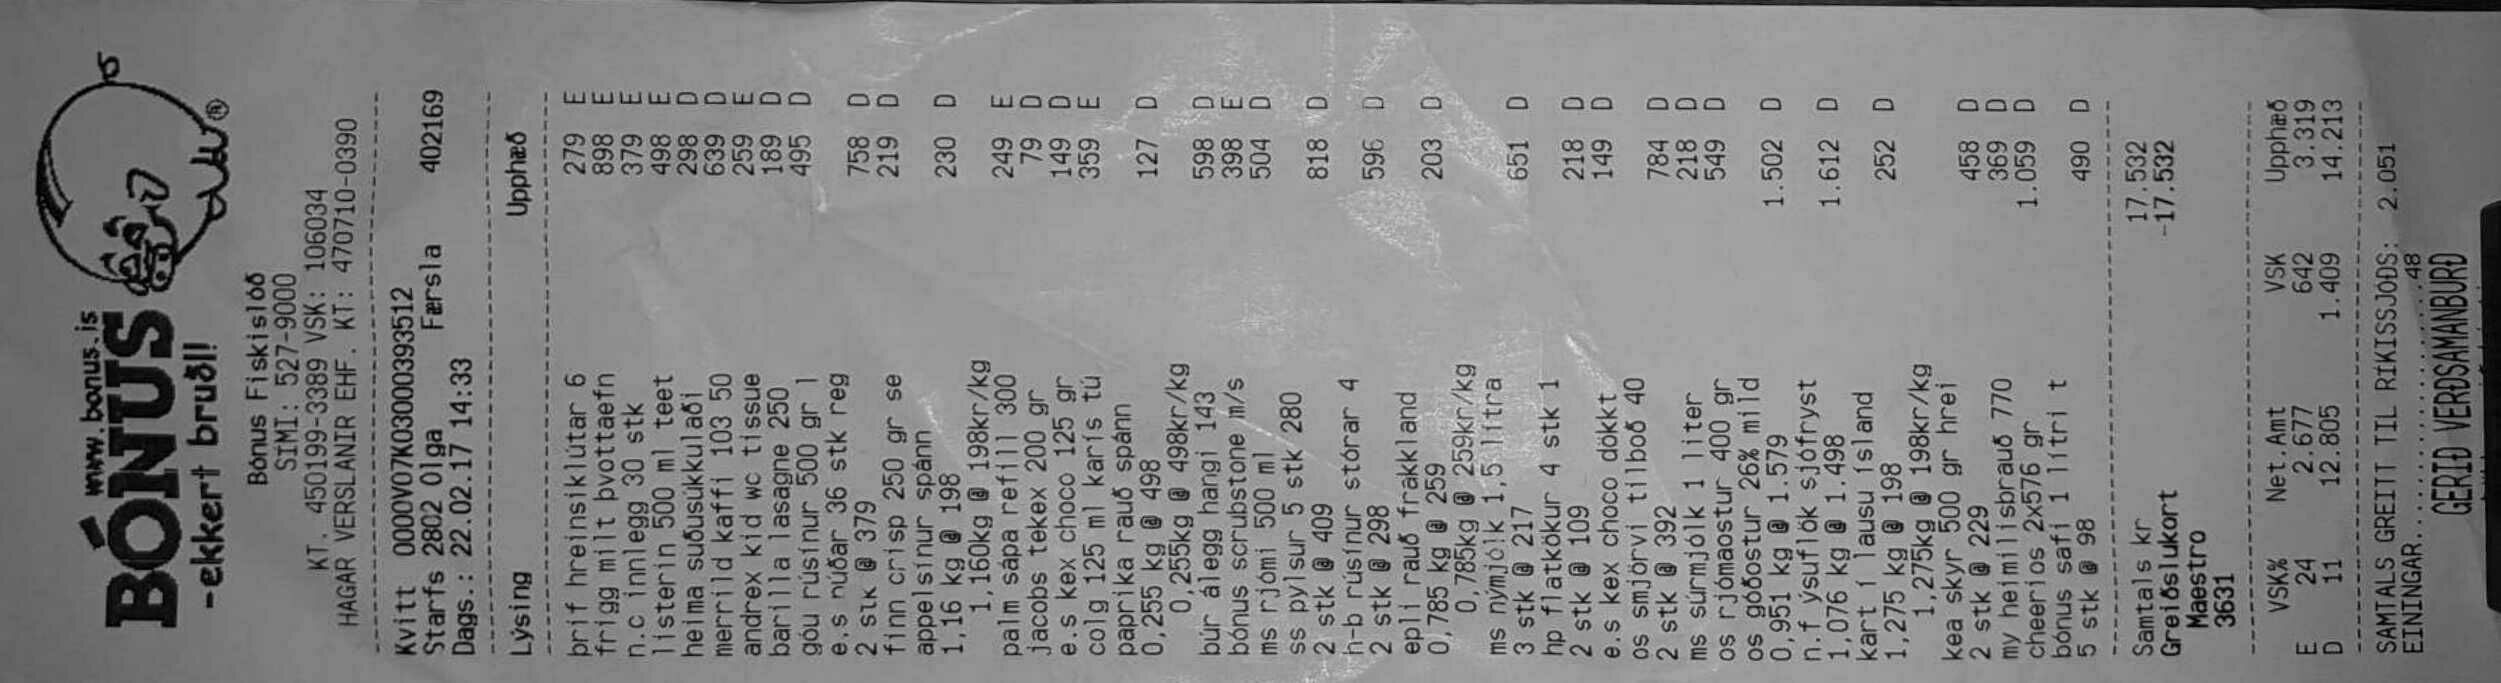 www.bonus.is
BÓNUS
-ekkert bruðl!
®
Bónus Fiskislóð
SÍMI: 527-9000
KT. 450199-3389 VSK: 106034
HAGAR VERSLANIR EHF. KT: 470710-0390
Kvitt 0000V07K0300039​3512
Starfs 2802 Olga Færsla 402169
Dags.: 22.02.17 14:33
Lýsing Upphæð
þrif hreinsiklútar 6 279 E
frigg milt þvottaefn 898 E
n.c innlegg 30 stk 379 E
listerin 500 ml teet 498 E
heima suðusúkkulaði 298 D
merrild kaffi 103 50 639 D
andrex kid wc tissue 259 E
barilla lasagne 250 189 D
góu rúsínur 500 gr l 495 D
e.s núðar 36 stk reg
2 stk @ 379 758 D
finn crisp 250 gr se 219 D
appelsínur spánn
1,16 kg @ 198 230 D
1,160kg @ 198kr/kg
palm sápa refill 300 249 E
jacobs tekex 200 gr 79 D
e.s kex choco 125 gr 149 D
colg 125 ml karís tú 359 E
paprika rauð spánn
0,255 kg @ 498 127 D
0,255kg @ 498kr/kg
búr álegg hangi 143 598 D
bónus scrubstone m/s 398 E
ms rjómi 500 ml 504 D
ss pylsur 5 stk 280
2 stk @ 409 818 D
h-b rúsínur stórar 4
2 stk @ 298 596 D
epli rauð frakkland
0,785 kg @ 259 203 D
0,785kg @ 259kr/kg
ms nýmjólk 1,5 lítra
3 stk @ 217 651 D
hp flatkökur 4 stk 1
2 stk @ 109 218 D
e.s kex choco dökkt 149 D
os smjörvi tilboð 40
2 stk @ 392 784 D
ms súrmjólk 1 liter 218 D
os rjómaostur 400 gr 549 D
os góðostur 26% mild
0,951 kg @ 1.579 1.502 D
n.f ýsuflök sjófryst
1,076 kg @ 1.498 1.612 D
kart í lausu ísland
1,275 kg @ 198 252 D
1,275kg @ 198kr/kg
kea skyr 500 gr hrei
2 stk @ 229 458 D
my heimilisbrauð 770 369 D
cheerios 2x576 gr 1.059 D
bónus safi 1 lítri t
5 stk @ 98 490 D
Samtals kr 17.532
Greiðslukort -17.532
Maestro
3631
VSK% Net.Amt VSK Upphæð
E 24 2.677 642 3.319
D 11 12.805 1.409 14.213
SAMTALS GREITT TIL RIKISSJOÐS: 2.051
EININGAR....................48
GERIÐ VERÐSAMANBURÐ